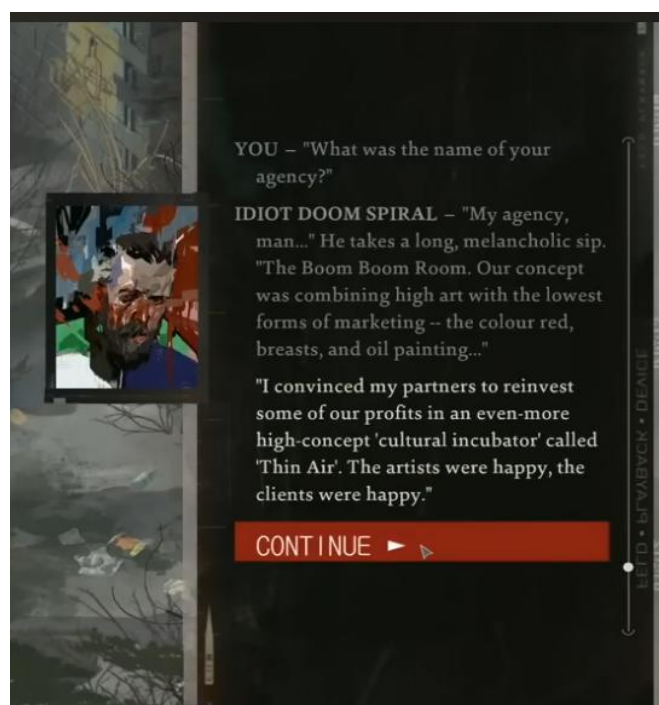 YOU – "What was the name of your
agency?"
IDIOT DOOM SPIRAL – "My agency,
man..." He takes a long, melancholic sip.
"The Boom Boom Room. Our concept
was combining high art with the lowest
forms of marketing -- the colour red,
breasts, and oil painting..."
"I convinced my partners to reinvest
some of our profits in an even-more
high-concept 'cultural incubator' called
'Thin Air'. The artists were happy, the
clients were happy."
CONTINUE ►
FELD • PLAYBACK • DEVICE